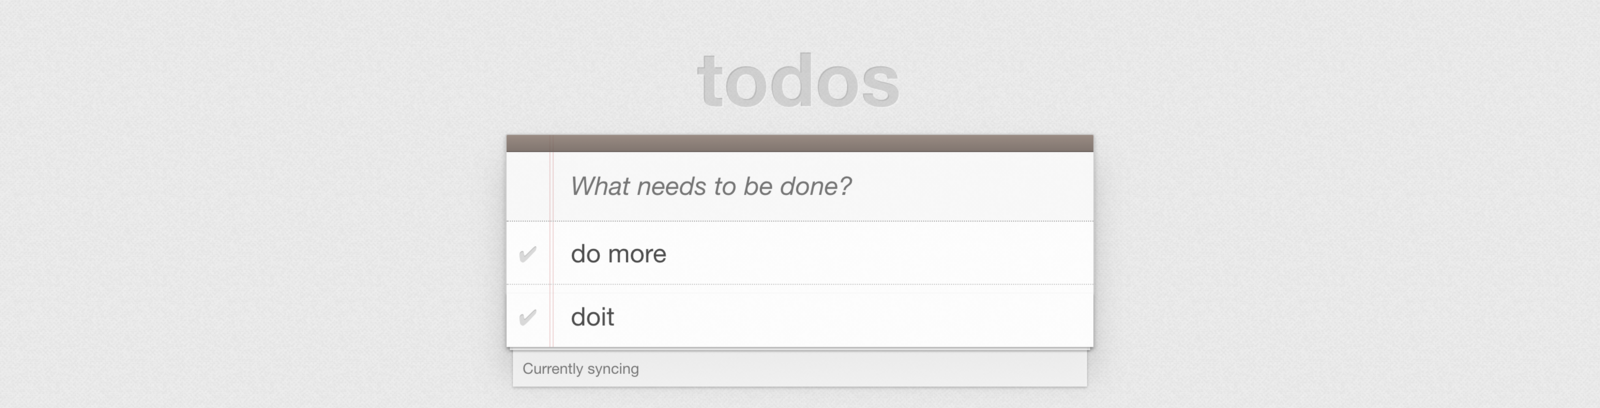 todos
What needs to be done?
✔ do more
✔ doit
Currently syncing